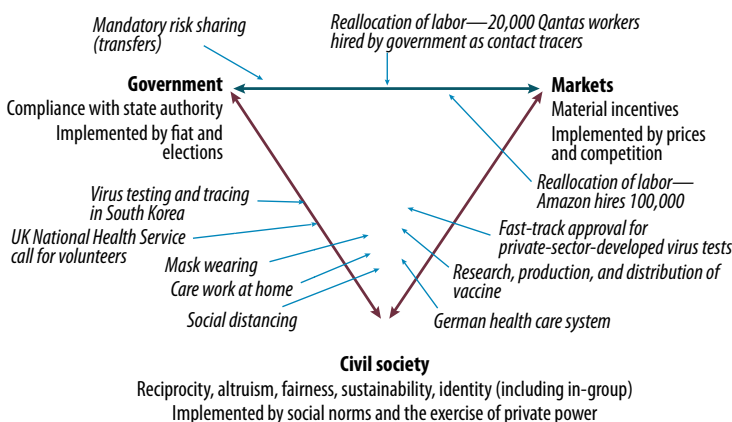 Mandatory risk sharing
(transfers)
Reallocation of labor—20,000 Qantas workers
hired by government as contact tracers
Government
Compliance with state authority
Implemented by fiat and
elections
Markets
Material incentives
Implemented by prices
and competition
Reallocation of labor—
Amazon hires 100,000
Virus testing and tracing
in South Korea
UK National Health Service
call for volunteers
Mask wearing
Care work at home
Social distancing
Fast-track approval for
private-sector-developed virus tests
Research, production, and distribution of
vaccine
German health care system
Civil society
Reciprocity, altruism, fairness, sustainability, identity (including in-group)
Implemented by social norms and the exercise of private power